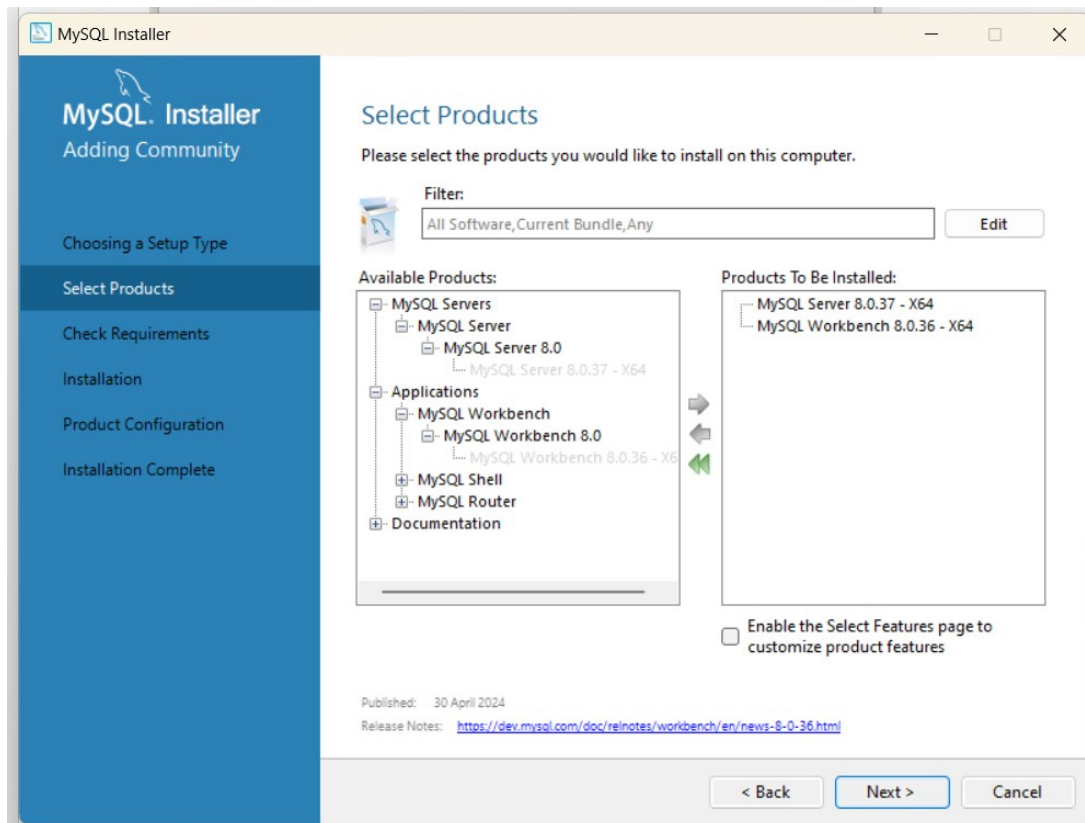 MySQL Installer
MySQL. Installer
Adding Community
Choosing a Setup Type
Select Products
Check Requirements
Installation
Product Configuration
Installation Complete
Select Products
Please select the products you would like to install on this computer.
Filter:
All Software,Current Bundle,Any
Edit
Available Products:
MySQL Servers
MySQL Server
MySQL Server 8.0
MySQL Server 8.0.37 - X64
Applications
MySQL Workbench
MySQL Workbench 8.0
MySQL Workbench 8.0.36 - X6
MySQL Shell
MySQL Router
Documentation
Products To Be Installed:
MySQL Server 8.0.37 - X64
MySQL Workbench 8.0.36 - X64
Enable the Select Features page to
customize product features
Published: 30 April 2024
Release Notes: https://dev.mysql.com/doc/relnotes/workbench/en/news-8-0-36.html
< Back
Next >
Cancel